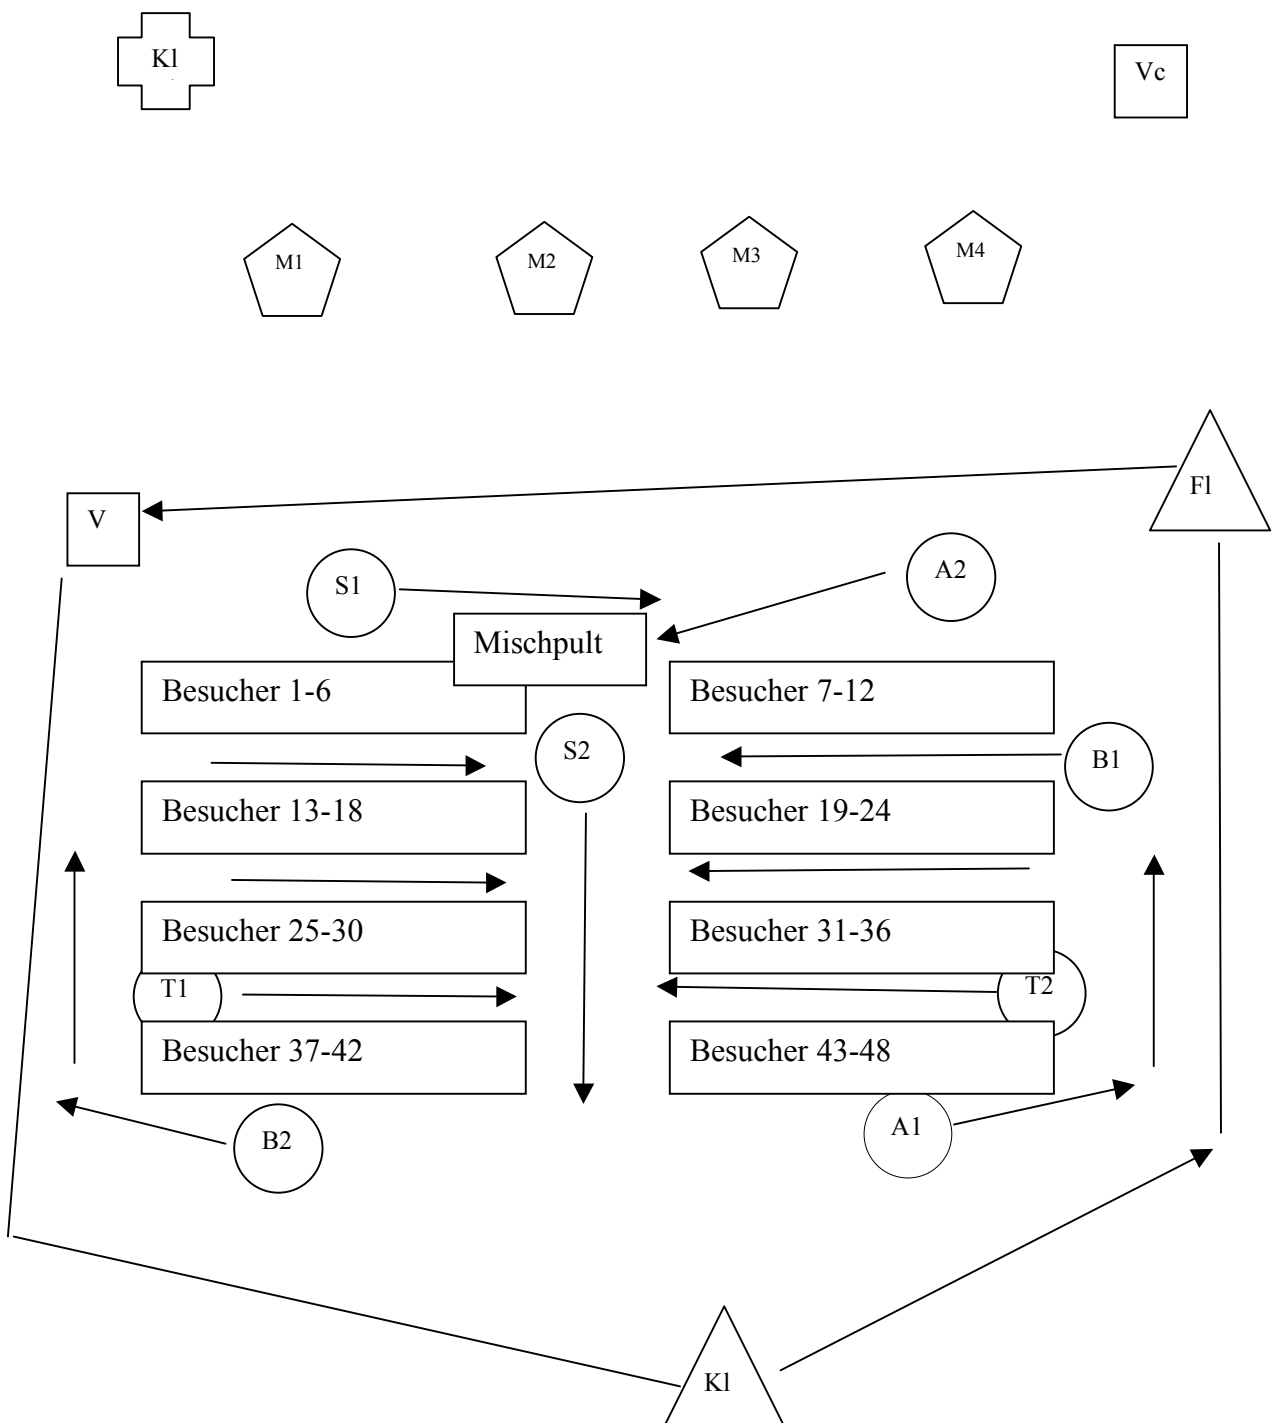 Kl
Vc
M1
M2
M3
M4
Fl
V
S1
A2
Mischpult
Besucher 1-6
Besucher 7-12
S2
B1
Besucher 13-18
Besucher 19-24
Besucher 25-30
Besucher 31-36
T1
T2
Besucher 37-42
Besucher 43-48
B2
A1
Kl